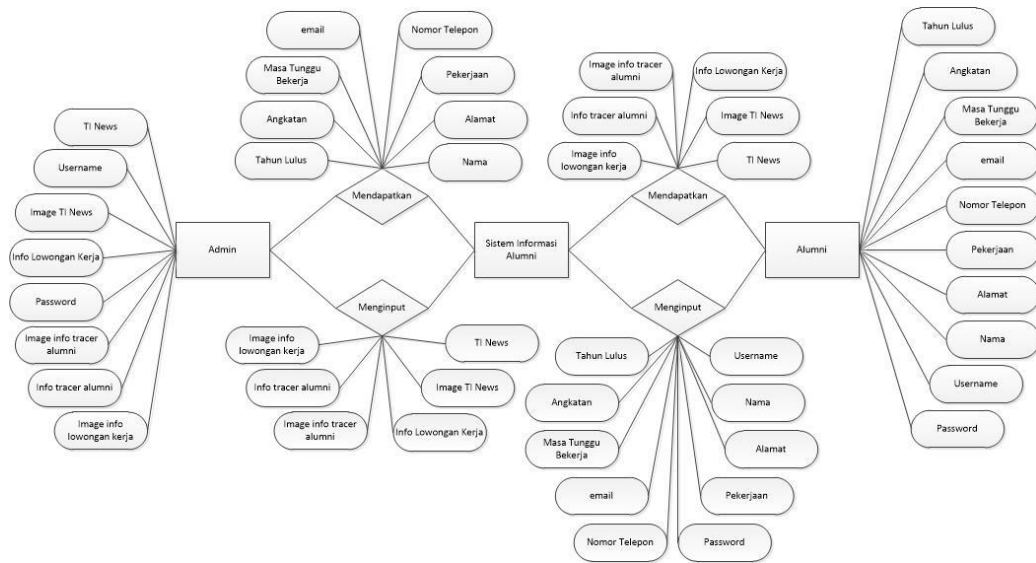 email
Nomor Telepon
Masa Tunggu
Bekerja
Pekerjaan
Angkatan
Alamat
Tahun Lulus
Nama
Mendapatkan
Image info tracer
alumni
Info Lowongan Kerja
Info tracer alumni
Image TI News
Image info
lowongan kerja
TI News
Mendapatkan
TI News
Username
Image TI News
Info Lowongan Kerja
Password
Image info tracer
alumni
Info tracer alumni
Image info
lowongan kerja
Admin
Sistem Informasi
Alumni
Alumni
Tahun Lulus
Angkatan
Masa Tunggu
Bekerja
email
Nomor Telepon
Pekerjaan
Alamat
Nama
Username
Password
Menginput
Image info
lowongan kerja
TI News
Info tracer alumni
Image TI News
Image info tracer
alumni
Info Lowongan Kerja
Menginput
Tahun Lulus
Username
Angkatan
Nama
Masa Tunggu
Bekerja
Alamat
email
Pekerjaan
Nomor Telepon
Password